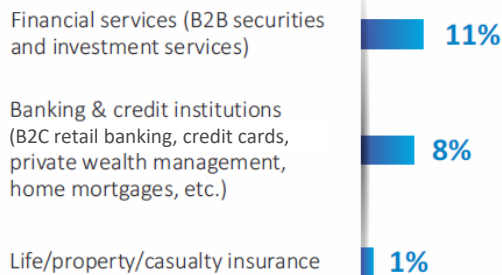 Financial services (B2B securities
and investment services)
11%
Banking & credit institutions
(B2C retail banking, credit cards,
private wealth management,
home mortgages, etc.)
8%
Life/property/casualty insurance
1%